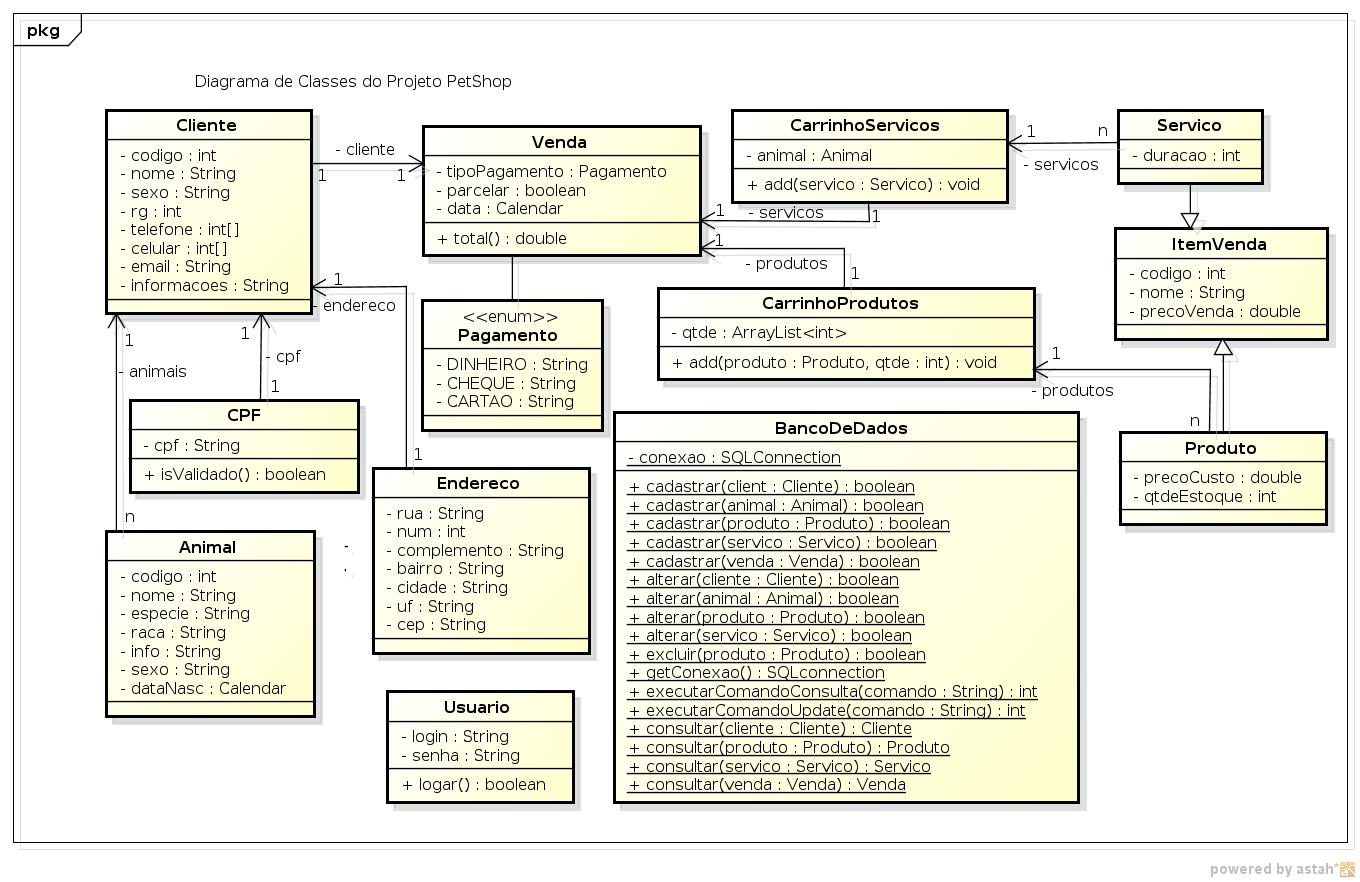 pkg
Diagrama de Classes do Projeto PetShop
Cliente
- codigo : int
- nome : String
- sexo : String
- rg : int
- telefone : int[]
- celular : int[]
- email : String
- informacoes : String
- cliente
1
1
Venda
- tipoPagamento : Pagamento
- parcelar : boolean
- data : Calendar
+ total() : double
CarrinhoServicos
- animal : Animal
+ add(servico : Servico) : void
1
n
- servicos
Servico
- duracao : int
1
- servicos
1
1
- produtos
1
ItemVenda
- codigo : int
- nome : String
- precoVenda : double
1
- endereco
1
<<enum>>
Pagamento
- DINHEIRO : String
- CHEQUE : String
- CARTAO : String
CarrinhoProdutos
- qtde : ArrayList<int>
+ add(produto : Produto, qtde : int) : void
1
- produtos
n
1
- animais
n
1
- cpf
1
CPF
- cpf : String
+ isValidado() : boolean
Endereco
- rua : String
- num : int
- complemento : String
- bairro : String
- cidade : String
- uf : String
- cep : String
BancoDeDados
- conexao : SQLConnection
+ cadastrar(client : Cliente) : boolean
+ cadastrar(animal : Animal) : boolean
+ cadastrar(produto : Produto) : boolean
+ cadastrar(servico : Servico) : boolean
+ cadastrar(venda : Venda) : boolean
+ alterar(cliente : Cliente) : boolean
+ alterar(animal : Animal) : boolean
+ alterar(produto : Produto) : boolean
+ alterar(servico : Servico) : boolean
+ excluir(produto : Produto) : boolean
+ getConexao() : SQLconnection
+ executarComandoConsulta(comando : String) : int
+ executarComandoUpdate(comando : String) : int
+ consultar(cliente : Cliente) : Cliente
+ consultar(produto : Produto) : Produto
+ consultar(servico : Servico) : Servico
+ consultar(venda : Venda) : Venda
Produto
- precoCusto : double
- qtdeEstoque : int
Animal
- codigo : int
- nome : String
- especie : String
- raca : String
- info : String
- sexo : String
- dataNasc : Calendar
Usuario
- login : String
- senha : String
+ logar() : boolean
powered by astah*